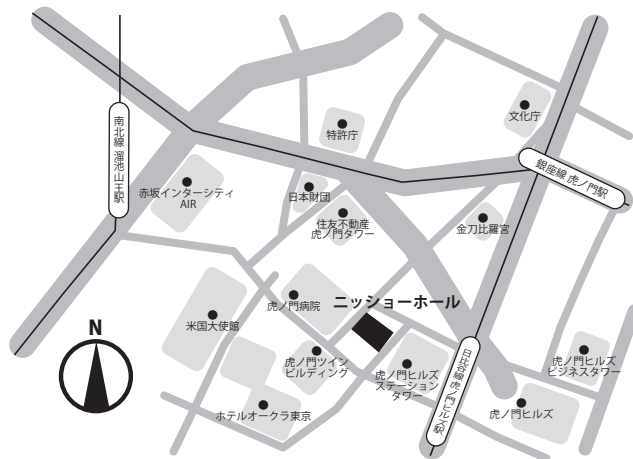 文化庁
特許庁
南北線 溜池山王駅
銀座線 虎ノ門駅
赤坂インターシティ
AIR
日本財団
住友不動産
虎ノ門タワー
金刀比羅宮
虎ノ門病院
ニッショーホール
米国大使館
N
虎ノ門ツイン
ビルディング
虎ノ門ヒルズ
ステーション
タワー
日比谷線虎ノ門ヒルズ駅
虎ノ門ヒルズ
ビジネスタワー
ホテルオークラ東京
虎ノ門ヒルズ